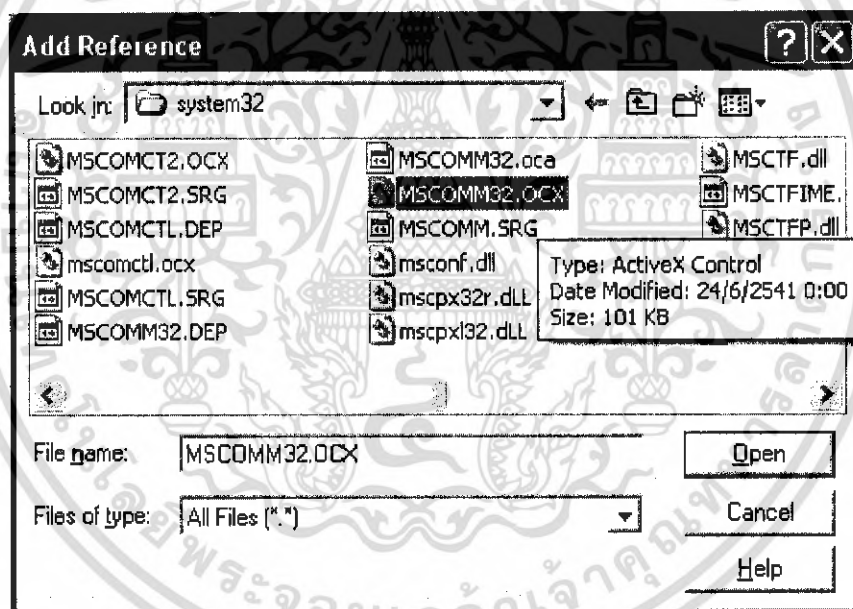 Add Reference
Look in: system32
MSCOMCT2.OCX
MSCOMCT2.SRG
MSCOMCTL.DEP
mscomctl.ocx
MSCOMCTL.SRG
MSCOMM32.DEP
MSCOMM32.oca
MSCOMM32.OCX
MSCOMM.SRG
msconf.dll
mscpx32r.dLL
mscpxl32.dLL
MSCTF.dll
MSCTFIME.
MSCTFP.dll
Type: ActiveX Control
Date Modified: 24/6/2541 0:00
Size: 101 KB
File name: MSCOMM32.OCX
Open
Files of type: All Files (*.*)
Cancel
Help